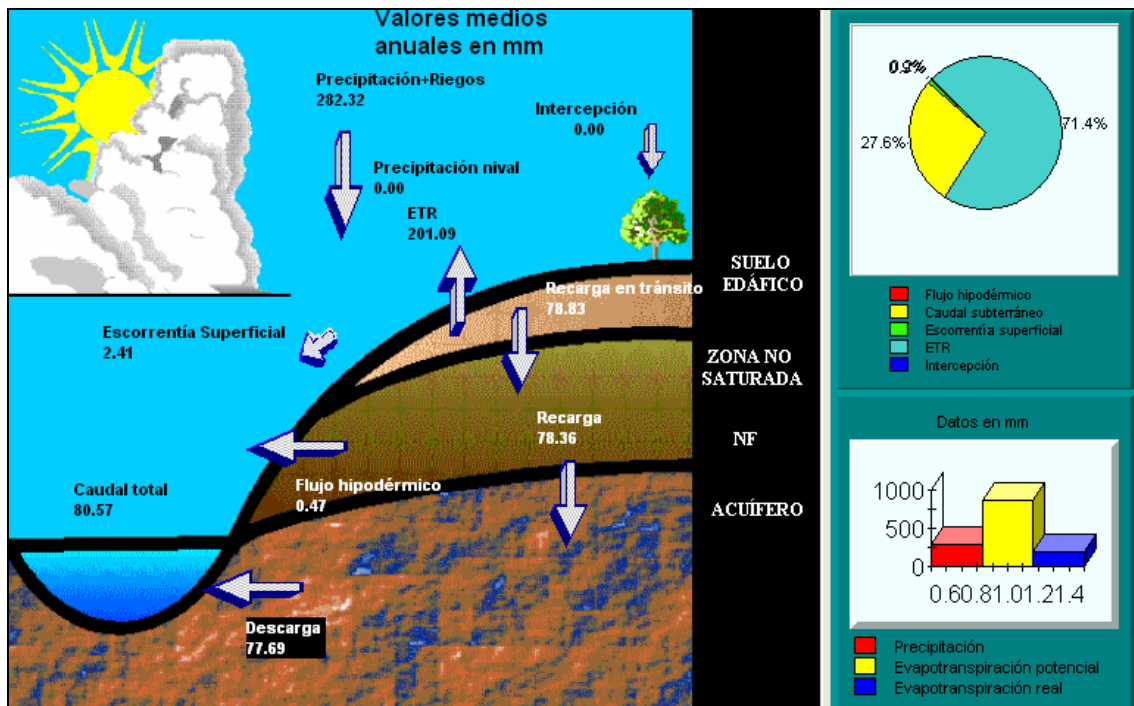 Valores medios
anuales en mm
Precipitación+Riegos
282.32
Intercepción
0.00
Precipitación nival
0.00
ETR
201.09
Recarga en tránsito
78.83
Escorrentía Superficial
2.41
Recarga
78.36
Flujo hipodérmico
0.47
Caudal total
80.57
Descarga
77.69
SUELO
EDÁFICO
ZONA NO
SATURADA
NF
ACUÍFERO
71.4%
27.6%
Flujo hipodérmico
Caudal subterráneo
Escorrentía superficial
ETR
Intercepción
Datos en mm
1000
500
0
0.60.81.01.21.4
Precipitación
Evapotranspiración potencial
Evapotranspiración real